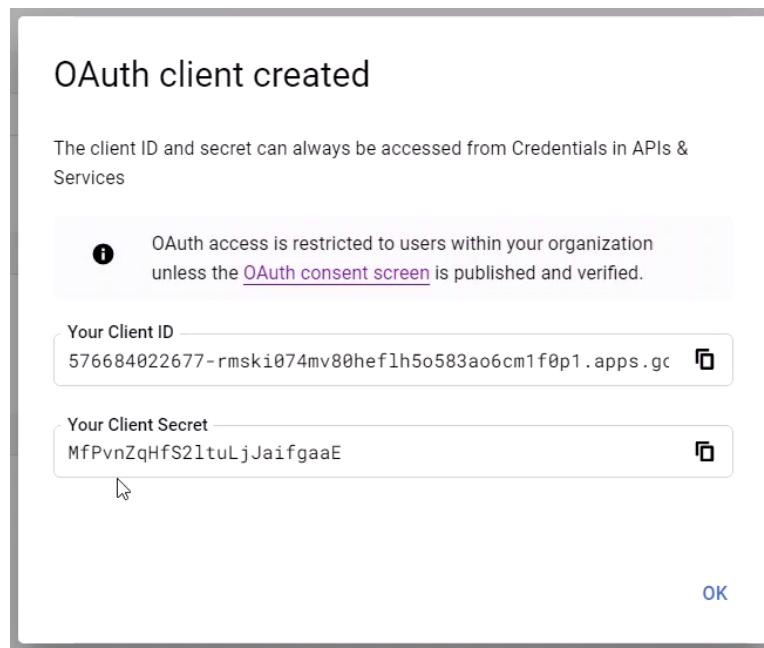 OAuth client created
The client ID and secret can always be accessed from Credentials in APIs &
Services
OAuth access is restricted to users within your organization
unless the OAuth consent screen is published and verified.
Your Client ID
576684022677-rmski074mv80heflh5o583ao6cm1f0p1.apps.gc
Your Client Secret
MfPvnZqHfS2ltuLjJaifgaaE
OK